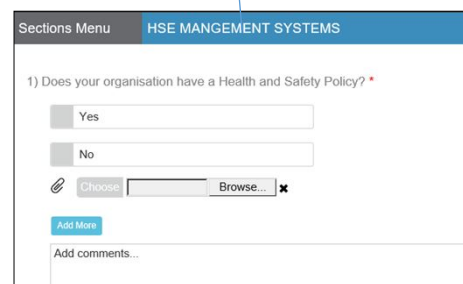 Sections Menu HSE MANGEMENT SYSTEMS
1) Does your organisation have a Health and Safety Policy? *
Yes
No
Choose Browse...
Add More
Add comments...